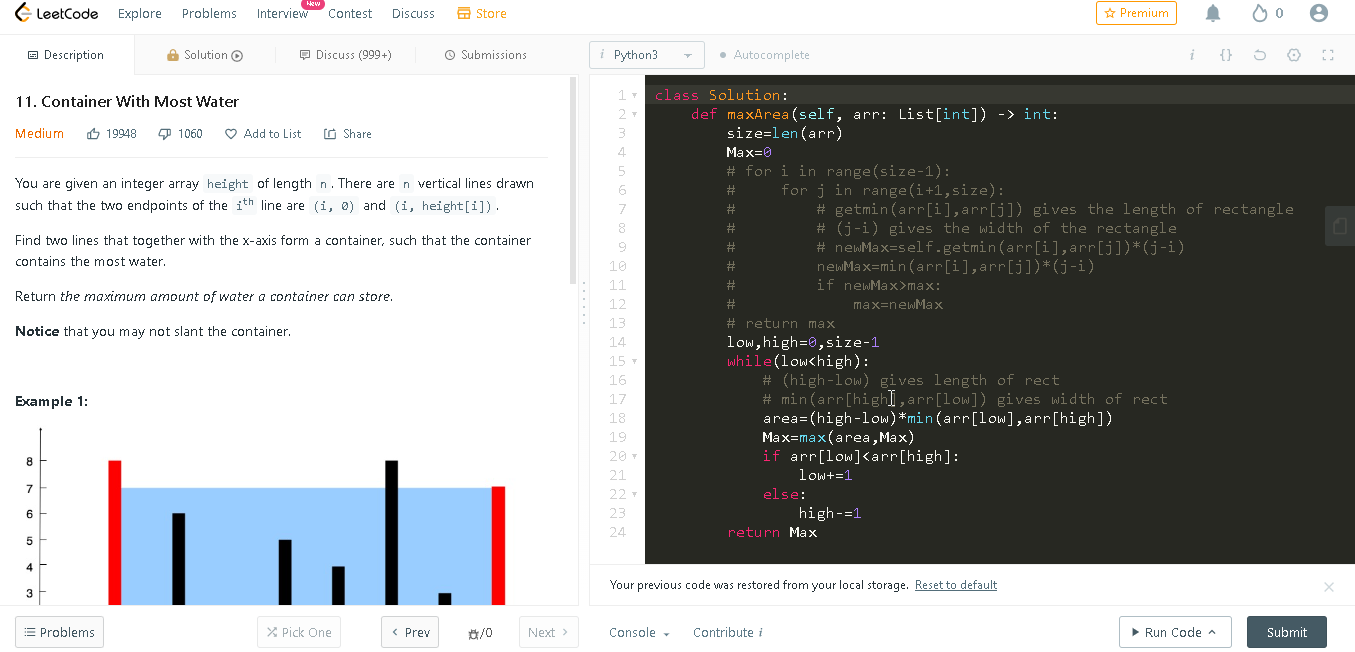 LeetCode Explore Problems Interview New Contest Discuss Store Premium 0
Description Solution Discuss (999+) Submissions
11. Container With Most Water
Medium 19948 1060 Add to List Share
You are given an integer array height of length n. There are n vertical lines drawn
such that the two endpoints of the ith line are (i, 0) and (i, height[i]).
Find two lines that together with the x-axis form a container, such that the container
contains the most water.
Return the maximum amount of water a container can store.
Notice that you may not slant the container.
Example 1:
8
7
6
5
4
3
Problems Pick One Prev /0 Next
i Python3 Autocomplete i {}
1 class Solution:
2 def maxArea(self, arr: List[int]) -> int:
3 size=len(arr)
4 Max=0
5 # for i in range(size-1):
6 # for j in range(i+1,size):
7 # # getmin(arr[i],arr[j]) gives the length of rectangle
8 # # (j-i) gives the width of the rectangle
9 # # newMax=self.getmin(arr[i],arr[j])*(j-i)
10 # newMax=min(arr[i],arr[j])*(j-i)
11 # if newMax>max:
12 # max=newMax
13 # return max
14 low,high=0,size-1
15 while(low<high):
16 # (high-low) gives length of rect
17 # min(arr[high],arr[low]) gives width of rect
18 area=(high-low)*min(arr[low],arr[high])
19 Max=max(area,Max)
20 if arr[low]<arr[high]:
21 low+=1
22 else:
23 high-=1
24 return Max
Your previous code was restored from your local storage. Reset to default
Console Contribute i Run Code Submit